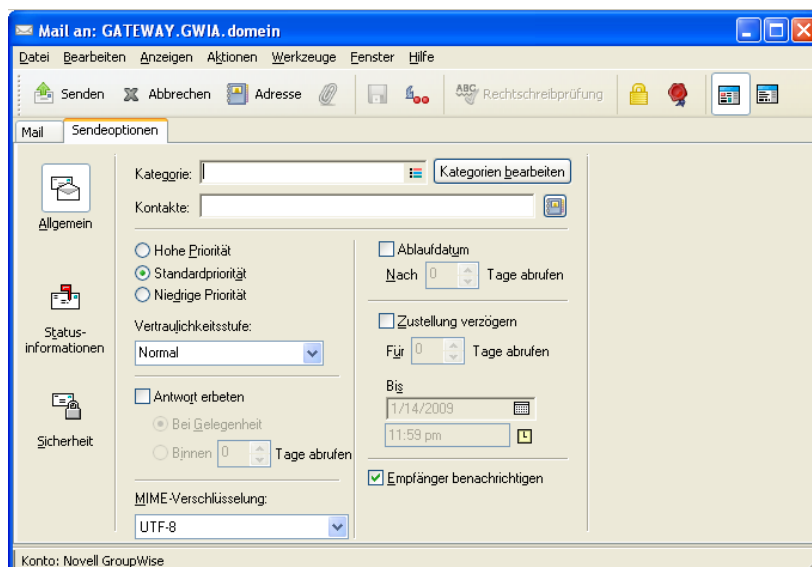 Mail an: GATEWAY.GWIA.domein
Datei Bearbeiten Anzeigen Aktionen Werkzeuge Fenster Hilfe
Senden Abbrechen Adresse ABC Rechtschreibprüfung
Mail Sendeoptionen
Allgemein
Status-
informationen
Sicherheit
Kategorie: Kategorien bearbeiten
Kontakte:
Hohe Priorität
Standardpriorität
Niedrige Priorität
Vertraulichkeitsstufe:
Normal
Antwort erbeten
Bei Gelegenheit
Binnen 0 Tage abrufen
MIME-Verschlüsselung:
UTF-8
Ablaufdatum
Nach 0 Tage abrufen
Zustellung verzögern
Für 0 Tage abrufen
Bis
1/14/2009
11:59 pm
Empfänger benachrichtigen
Konto: Novell GroupWise